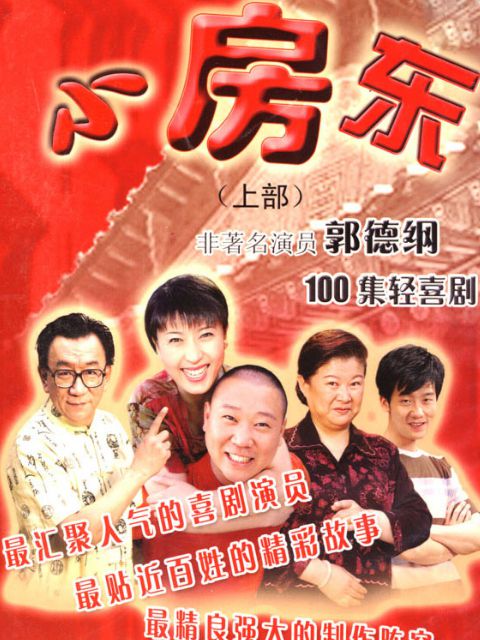 小房东
（上部）
非著名演员 郭德纲
100集轻喜剧
最汇聚人气的喜剧演员
最贴近百姓的精彩故事
最精良强大的制作阵容